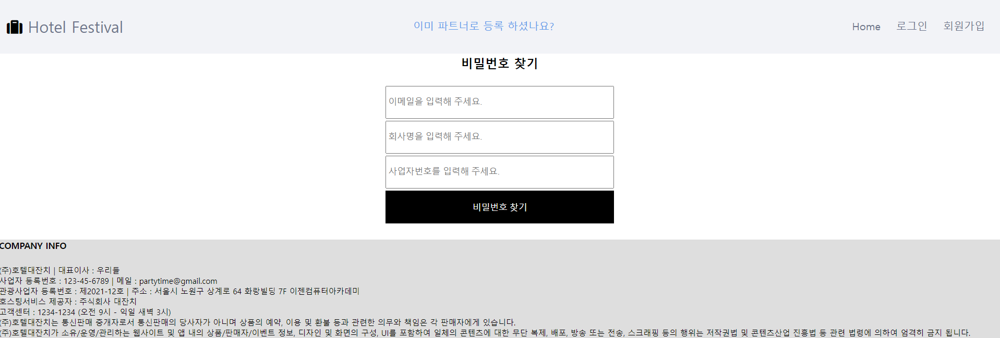 Hotel Festival
이미 파트너로 등록 하셨나요?
Home 로그인 회원가입
비밀번호 찾기
이메일을 입력해 주세요.
회사명을 입력해 주세요.
사업자번호를 입력해 주세요.
비밀번호 찾기
COMPANY INFO
(주)호텔대잔치 | 대표이사 : 우리들
사업자 등록번호 : 123-45-6789 | 메일 : partytime@gmail.com
관광사업자 등록번호 : 제2021-12호 | 주소 : 서울시 노원구 상계로 64 화랑빌딩 7F 이젠컴퓨터아카데미
호스팅서비스 제공자 : 주식회사 대잔치
고객센터 : 1234-1234 (오전 9시 - 익일 새벽 3시)
(주)호텔대잔치는 통신판매 중개자로서 통신판매의 당사자가 아니며 상품의 예약, 이용 및 환불 등과 관련한 의무와 책임은 각 판매자에게 있습니다.
(주)호텔대잔치가 소유/운영/관리하는 웹사이트 및 앱 내의 상품/판매자/이벤트 정보, 디자인 및 화면의 구성, UI를 포함하여 일체의 콘텐츠에 대한 무단 복제, 배포, 방송 또는 전송, 스크래핑 등의 행위는 저작권법 및 콘텐츠산업 진흥법 등 관련 법령에 의하여 엄격히 금지 됩니다.